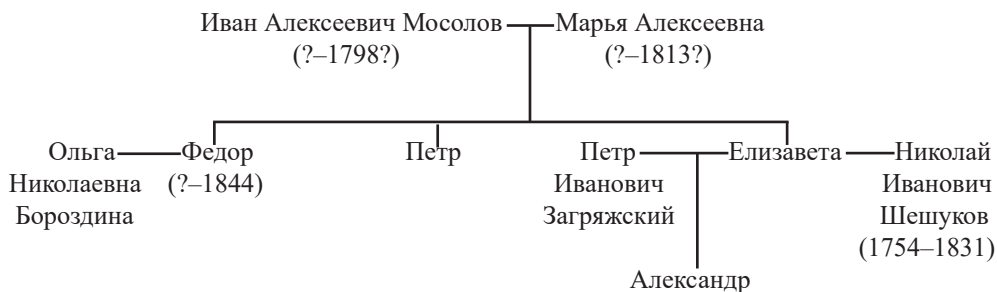 Иван Алексеевич Мосолов Марья Алексеевна
(?–1798?) (?–1813?)
Ольга Федор Петр Петр Елизавета Николай
Николаевна (?–1844) Иванович Иванович
Бороздина Загряжский Шешуков
(1754–1831)
Александр